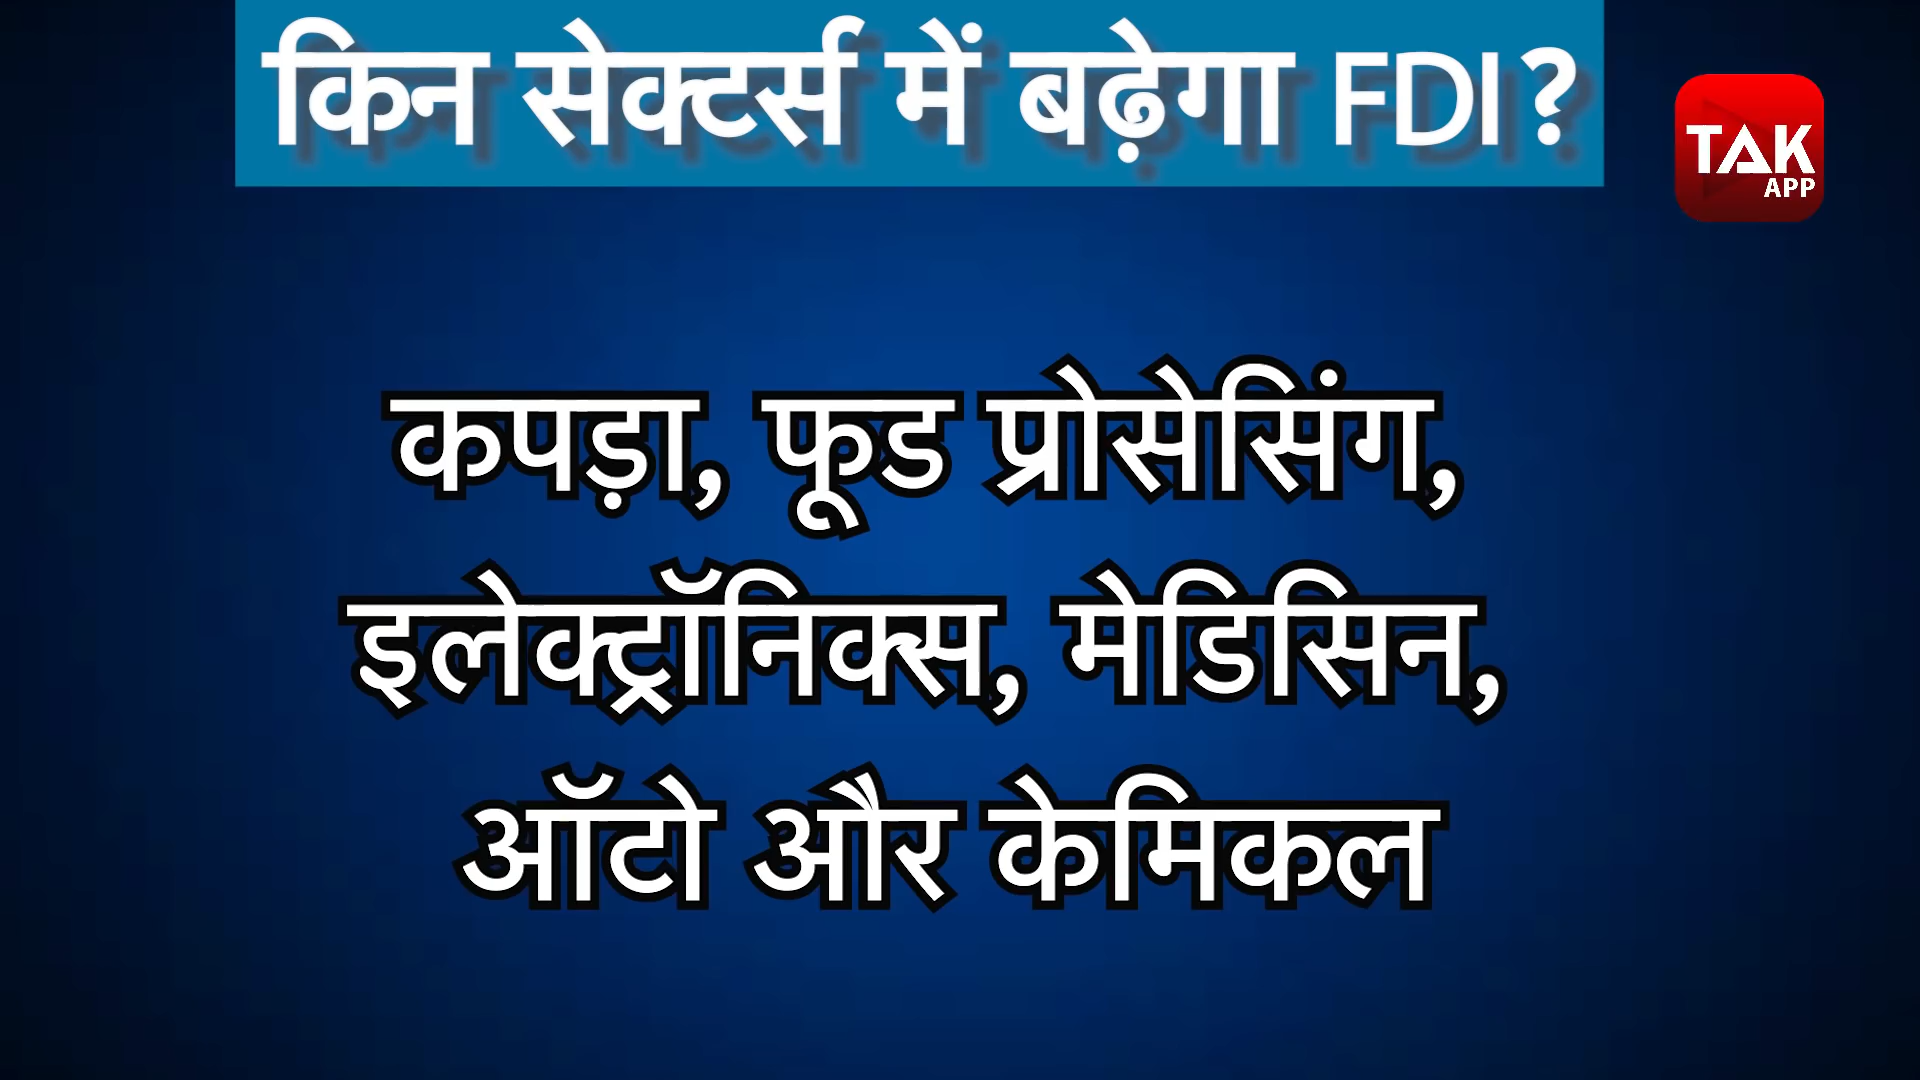 किन सेक्टर्स में बढ़ेगा FDI?
TAK
APP
कपड़ा, फूड प्रोसेसिंग,
इलेक्ट्रॉनिक्स, मेडिसिन,
ऑटो और केमिकल